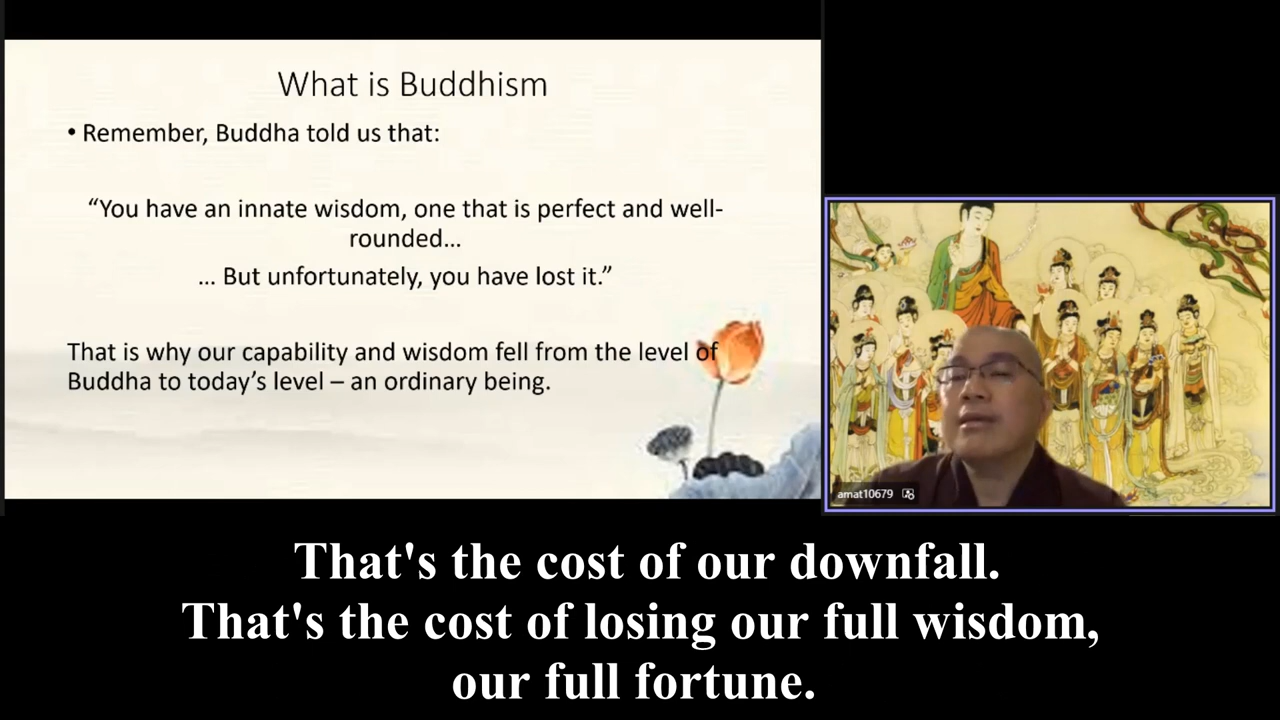 What is Buddhism
• Remember, Buddha told us that:
“You have an innate wisdom, one that is perfect and well-
rounded...
... But unfortunately, you have lost it.”
That is why our capability and wisdom fell from the level of
Buddha to today’s level – an ordinary being.
amat10679
That's the cost of our downfall.
That's the cost of losing our full wisdom,
our full fortune.